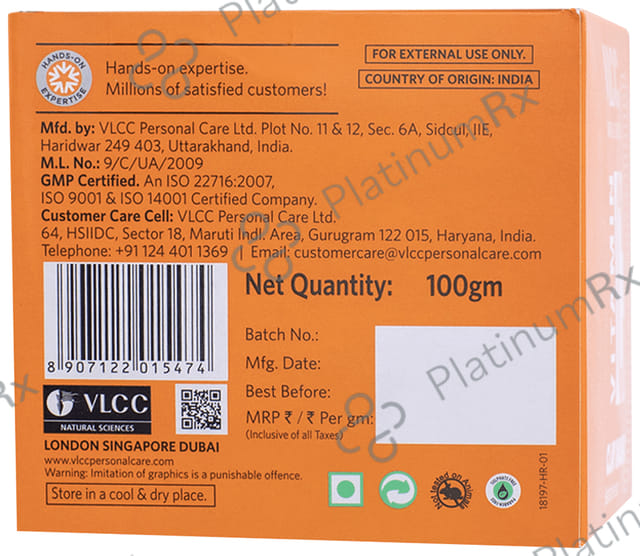 HANDS-ON
EXPERTISE
Hands-on expertise.
Millions of satisfied customers!
FOR EXTERNAL USE ONLY.
COUNTRY OF ORIGIN: INDIA
Mfd. by: VLCC Personal Care Ltd. Plot No. 11 & 12, Sec. 6A, Sidcul, IIE,
Haridwar 249 403, Uttarakhand, India.
M.L. No.: 9/C/UA/2009
GMP Certified. An ISO 22716:2007,
ISO 9001 & ISO 14001 Certified Company.
Customer Care Cell: VLCC Personal Care Ltd.
64, HSIIDC, Sector 18, Maruti Indl. Area, Gurugram 122 015, Haryana, India.
Telephone: +91 124 401 1369 | Email: customercare@vlccpersonalcare.com
Net Quantity: 100gm
8 907122 015474
Batch No.:
Mfg. Date:
Best Before:
MRP ₹ / ₹ Per gm:
(Inclusive of all Taxes)
VLCC
NATURAL SCIENCES
LONDON SINGAPORE DUBAI
www.vlccpersonalcare.com
Warning: Imitation of graphics is a punishable offence.
Store in a cool & dry place.
Not tested on Animals
SULPHATE FREE
PARABEN FREE
18197-HR-01
PlatinumRx
PlatinumRx
PlatinumRx
PlatinumRx